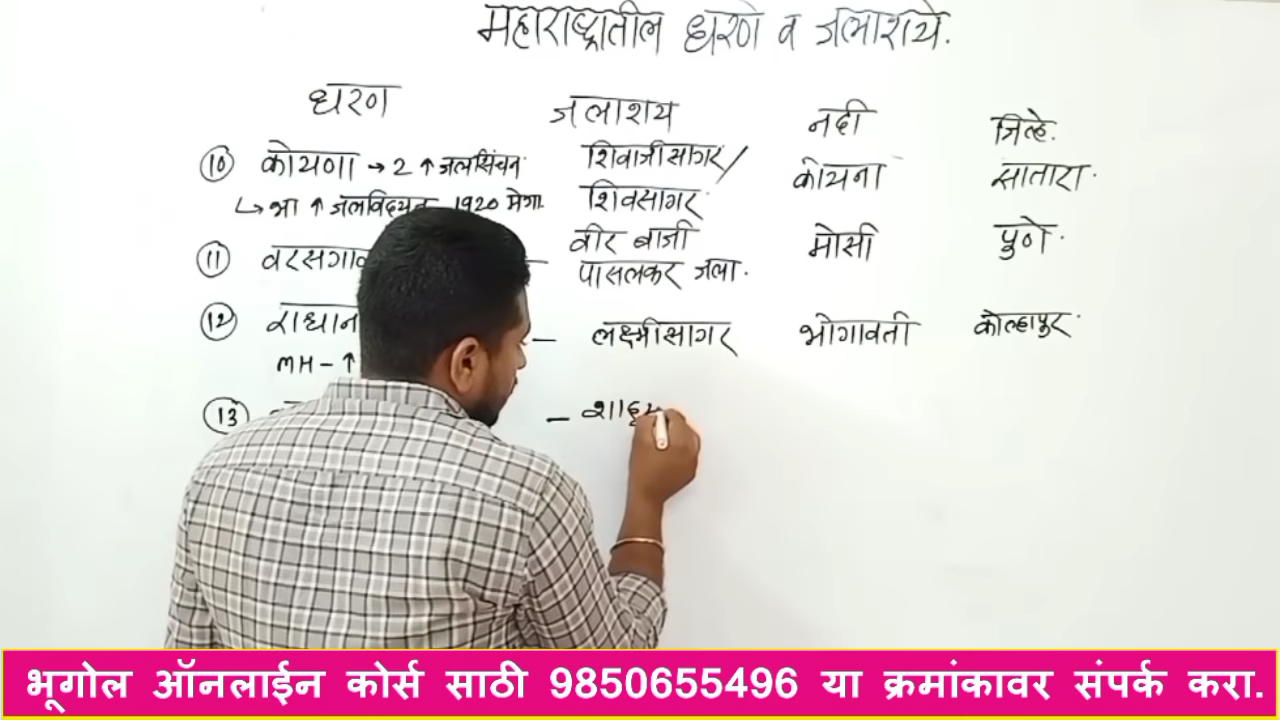 महाराष्ट्रातील धरणे व जलाशये.
धरण जलाशय नदी जिल्हे.
10 कोयणा → 2 ↑ जलसिंचन. शिवाजीसागर/ कोयना सातारा.
↳ भा ↑ जलविद्युत 1920 मेगा. शिवसागर
11 वरसगाव वीर बाजी मोसी पुणे.
पासलकर जला.
12 राधान – लक्ष्मीसागर भोगावती कोल्हापूर.
MH – ↑
13 –
भूगोल ऑनलाईन कोर्स साठी 9850655496 या क्रमांकावर संपर्क करा.